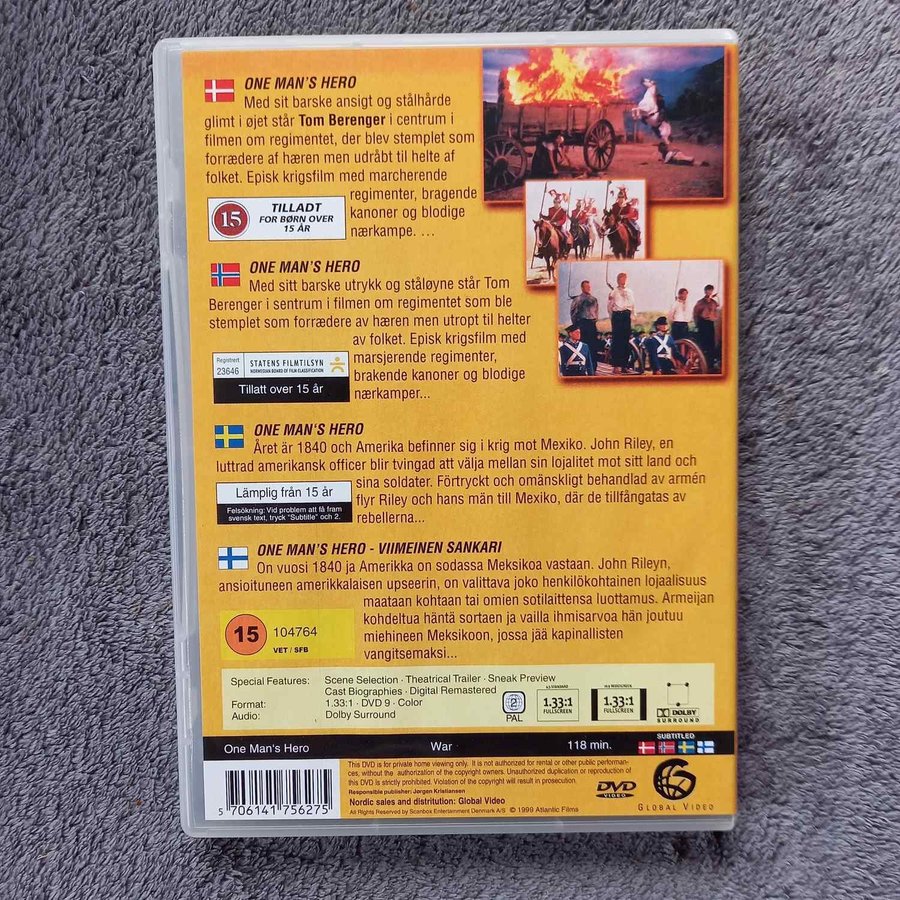 ONE MAN'S HERO
Med sit barske ansigt og stålhårde
glimt i øjet står Tom Berenger i centrum i
filmen om regimentet, der blev stemplet som
forrædere af hæren men udråbt til helte af
folket. Episk krigsfilm med marcherende
regimenter, bragende
kanoner og blodige
nærkampe. ...
15
TILLADT
FOR BØRN OVER
15 ÅR
ONE MAN'S HERO
Med sitt barske utrykk og ståløyne står Tom
Berenger i sentrum i filmen om regimentet som ble
stemplet som forrædere av hæren men utropt til helter
av folket. Episk krigsfilm med
marsjerende regimenter,
brakende kanoner og blodige
nærkamper...
Registrert
23646
STATENS FILMTILSYN
NORWEGIAN BOARD OF FILM CLASSIFICATION
Tillatt over 15 år
ONE MAN'S HERO
Året är 1840 och Amerika befinner sig i krig mot Mexiko. John Riley, en
luttrad amerikansk officer blir tvingad att välja mellan sin lojalitet mot sitt land och
sina soldater. Förtryckt och omänskligt behandlad av armén
flyr Riley och hans män till Mexiko, där de tillfångatas av
rebellerna...
Lämplig från 15 år
Felsökning: Vid problem att få fram
svensk text, tryck "Subtitle" och 2.
ONE MAN'S HERO - VIIMEINEN SANKARI
On vuosi 1840 ja Amerikka on sodassa Meksikoa vastaan. John Rileyn,
ansioituneen amerikkalaisen upseerin, on valittava joko henkilökohtainen lojaalisuus
maataan kohtaan tai omien sotilaittensa luottamus. Armeijan
kohdeltua häntä sortaen ja vailla ihmisarvoa hän joutuu
miehineen Meksikoon, jossa jää kapinallisten
vangitsemaksi...
15
104764
VET / SFB
Special Features: Scene Selection · Theatrical Trailer · Sneak Preview
Cast Biographies · Digital Remastered
Format: 1.33:1 · DVD 9 · Color
Audio: Dolby Surround
2
PAL
1.33:1
FULLSCREEN
1.33:1
FULLSCREEN
DOLBY
SURROUND
One Man's Hero War 118 min.
SUBTITLED
5 706141 756275
This DVD is for private home viewing only. It is not authorized for rental or other public performan-
ces, without the authorization of the copyright owners. Unauthorized duplication or reproduction of
this DVD is strictly prohibited. Violation of the copyright will result in prosecution.
Responsible publisher: Jørgen Kristiansen
Nordic sales and distritution: Global Video
All Rights Reserved by Scanbox Entertainment Denmark A/S © 1999 Atlantic Films
DVD
VIDEO
GLOBAL VIDEO